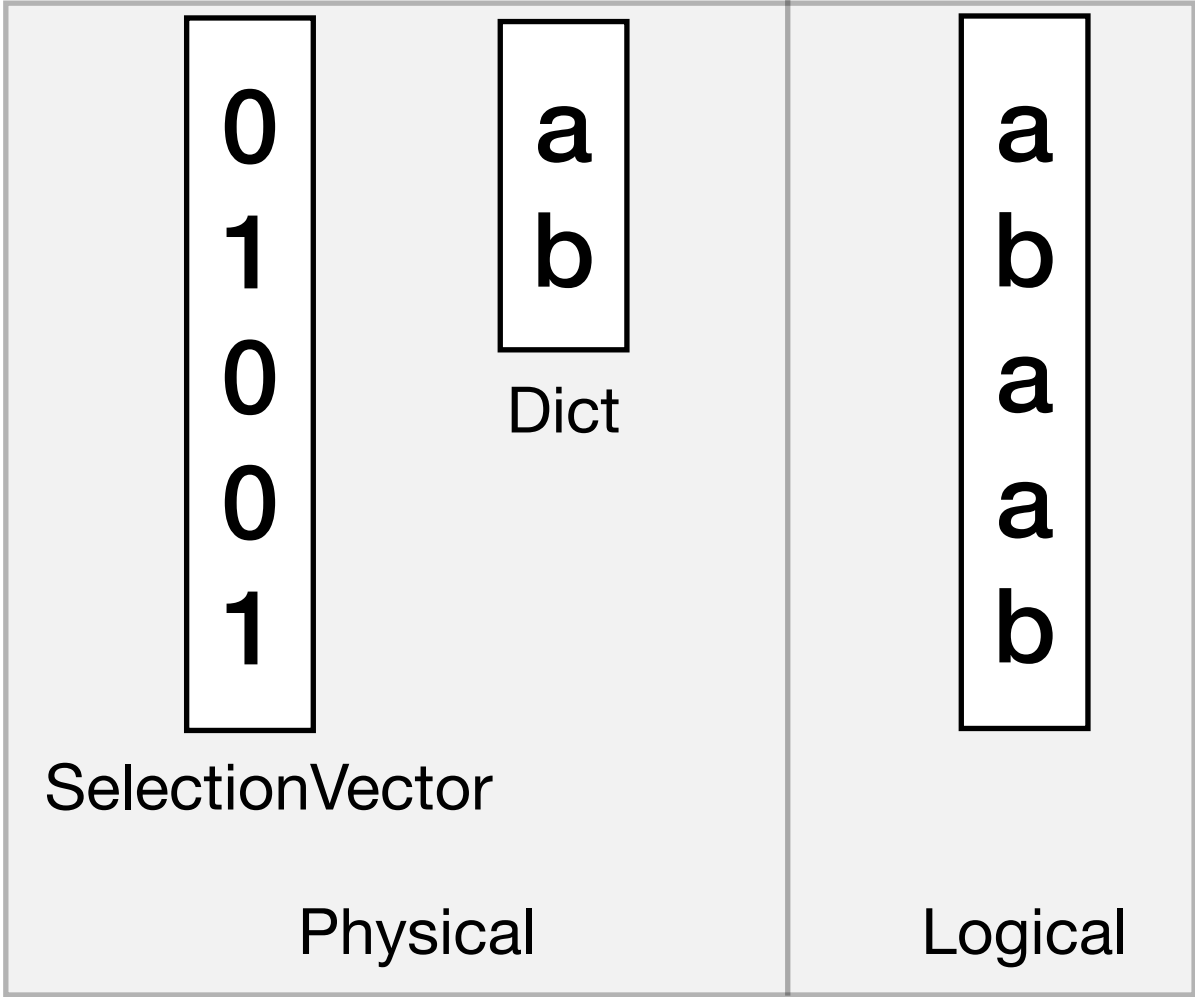 0 a a
1 b b
0 a
Dict
0 a
1 b
SelectionVector
Physical Logical